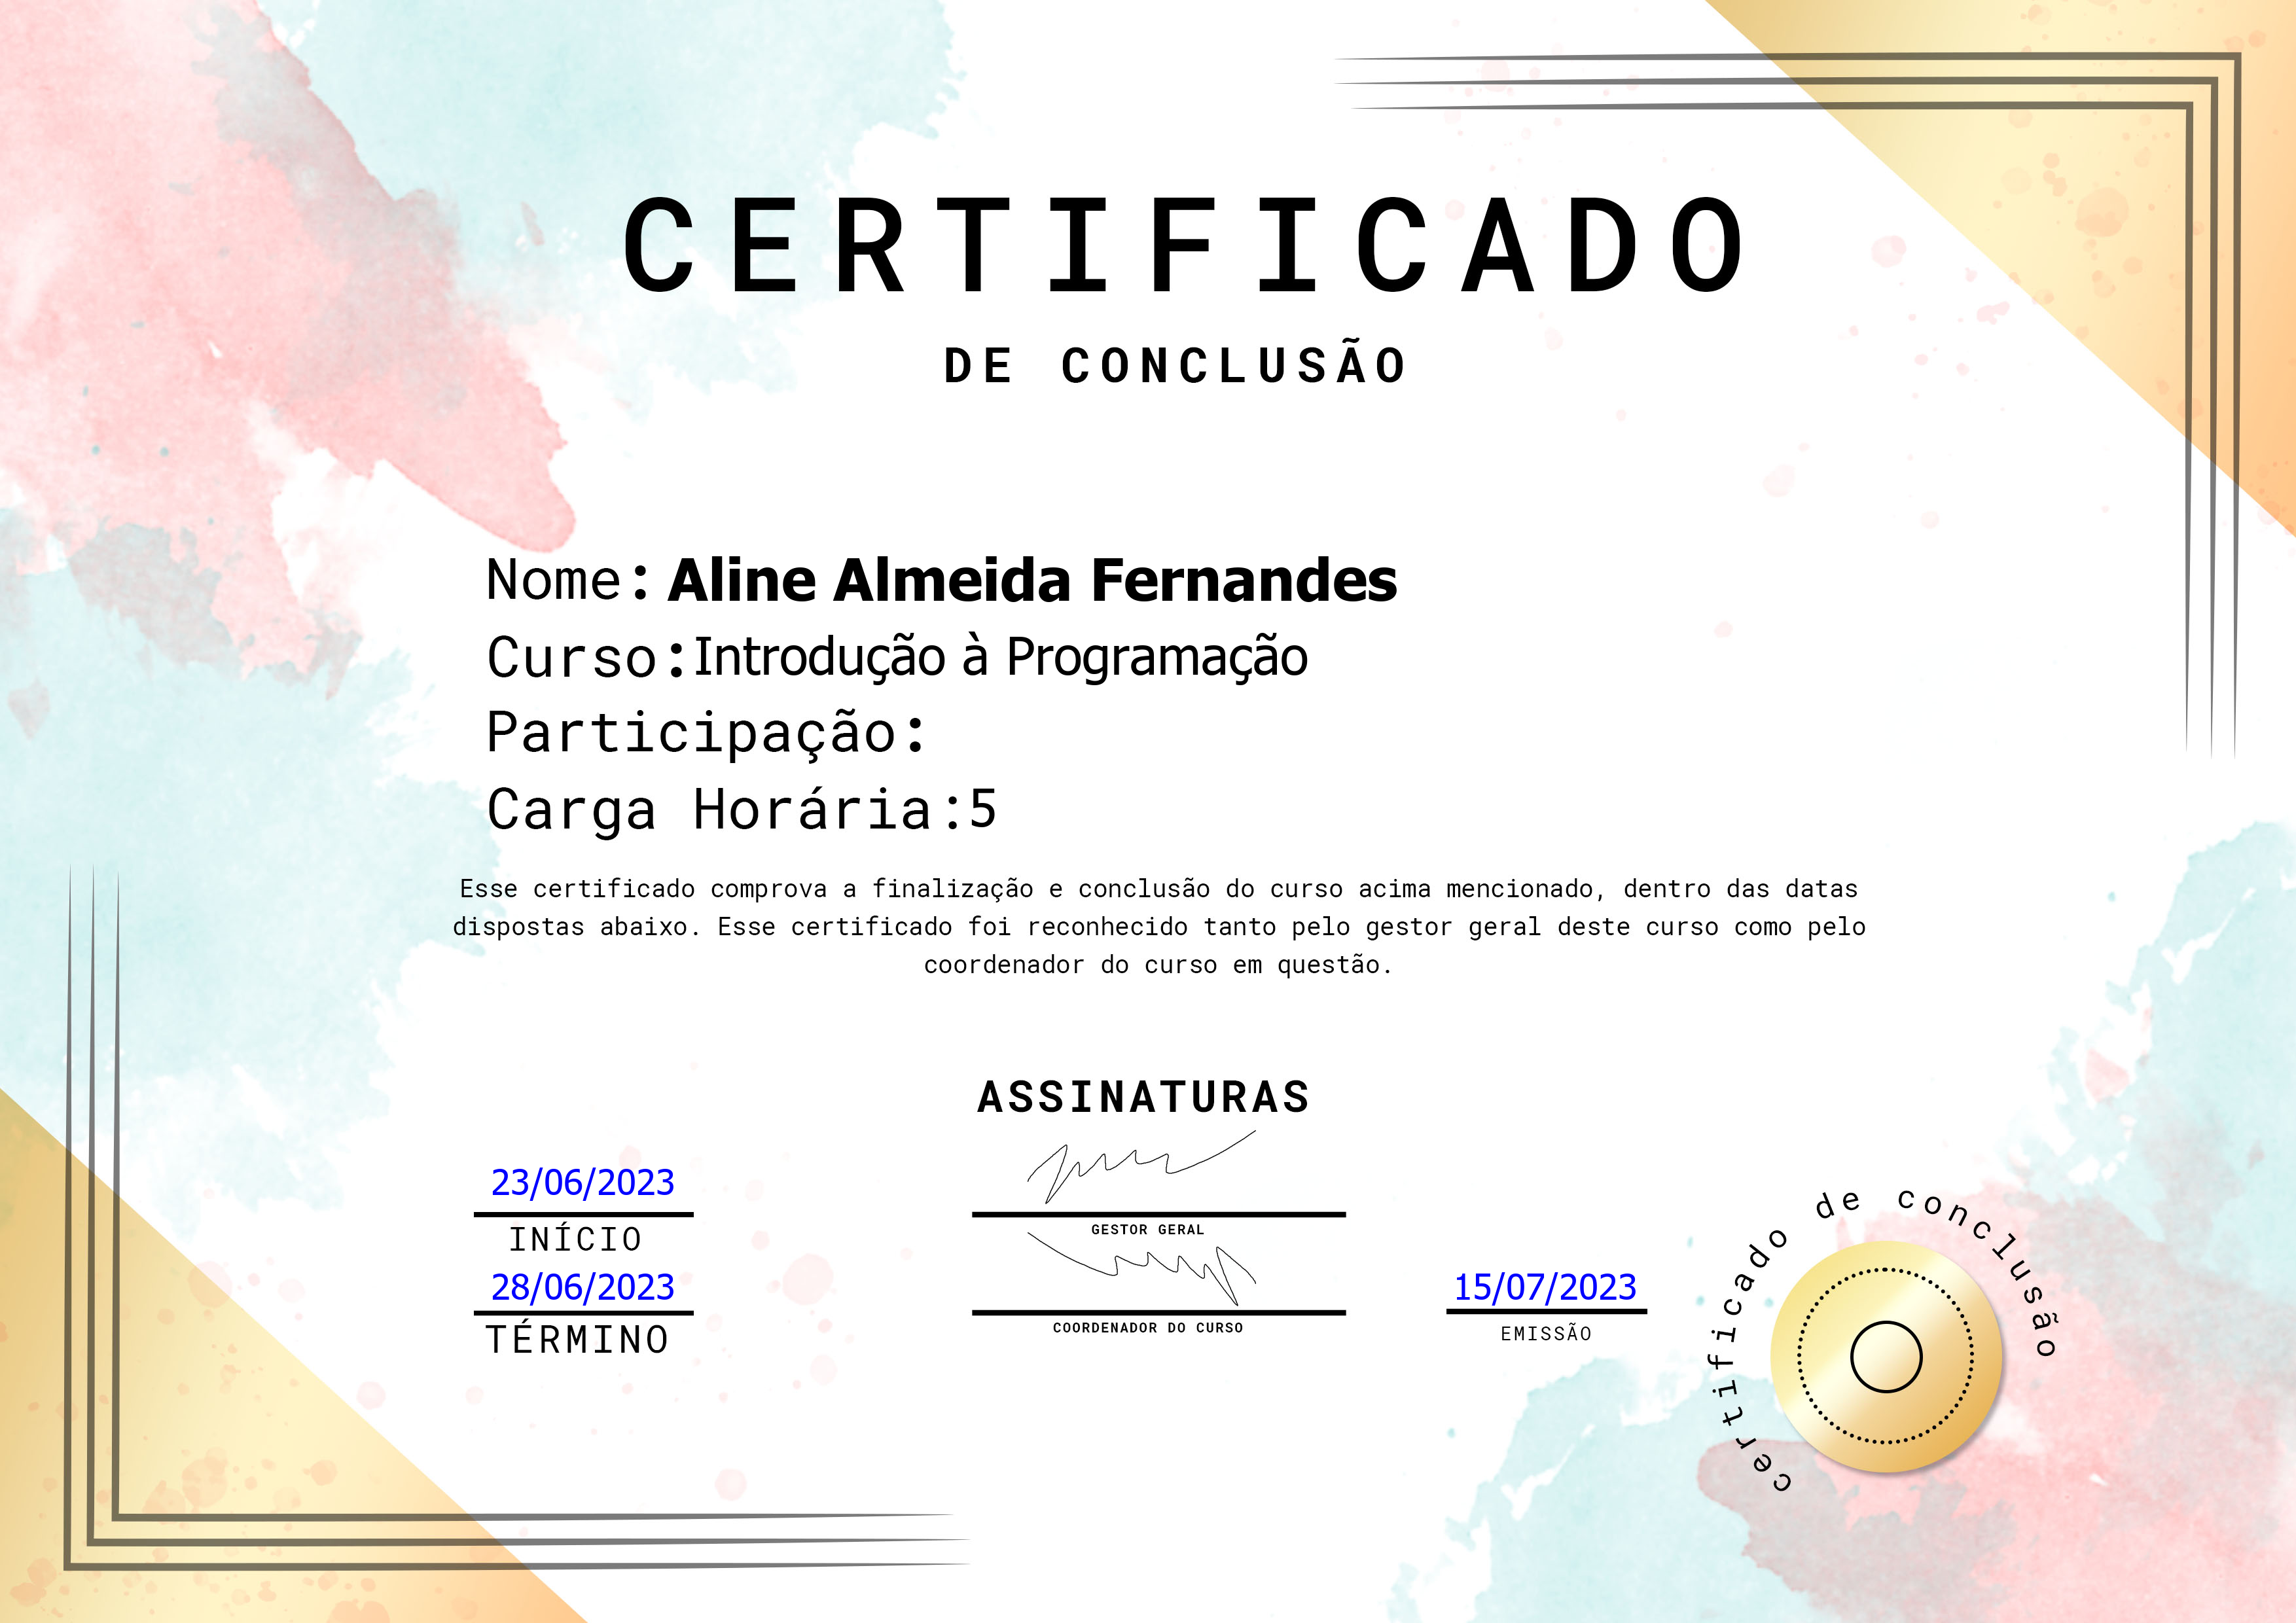 CERTIFICADO
DE CONCLUSÃO
Nome: Aline Almeida Fernandes
Curso:Introdução à Programação
Participação:
Carga Horária:5
Esse certificado comprova a finalização e conclusão do curso acima mencionado, dentro das datas
dispostas abaixo. Esse certificado foi reconhecido tanto pelo gestor geral deste curso como pelo
coordenador do curso em questão.
ASSINATURAS
23/06/2023
INÍCIO
GESTOR GERAL
28/06/2023
TÉRMINO
COORDENADOR DO CURSO
15/07/2023
EMISSÃO
certificado de conclusão